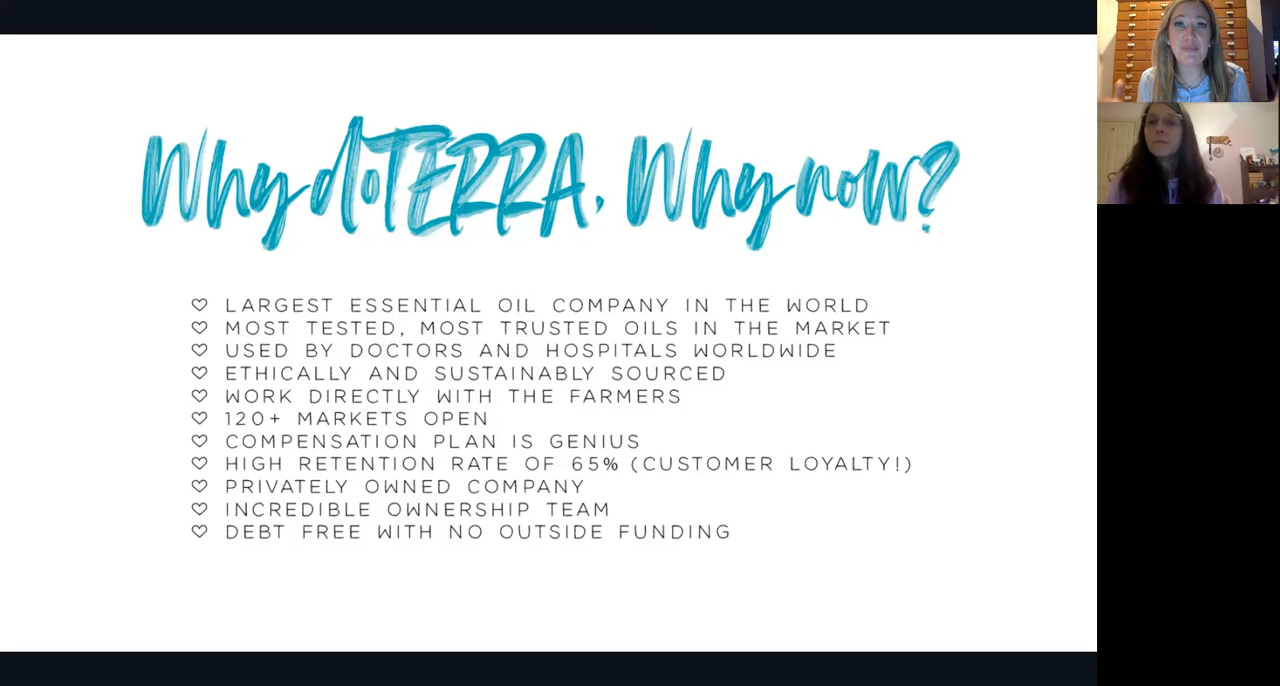 Why doTERRA, Why now?
♡ LARGEST ESSENTIAL OIL COMPANY IN THE WORLD
♡ MOST TESTED, MOST TRUSTED OILS IN THE MARKET
♡ USED BY DOCTORS AND HOSPITALS WORLDWIDE
♡ ETHICALLY AND SUSTAINABLY SOURCED
♡ WORK DIRECTLY WITH THE FARMERS
♡ 120+ MARKETS OPEN
♡ COMPENSATION PLAN IS GENIUS
♡ HIGH RETENTION RATE OF 65% (CUSTOMER LOYALTY!)
♡ PRIVATELY OWNED COMPANY
♡ INCREDIBLE OWNERSHIP TEAM
♡ DEBT FREE WITH NO OUTSIDE FUNDING